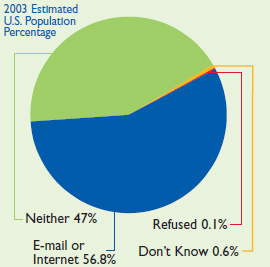 2003 Estimated
U.S. Population
Percentage
Neither 47%
Refused 0.1%
E-mail or
Internet 56.8%
Don't Know 0.6%